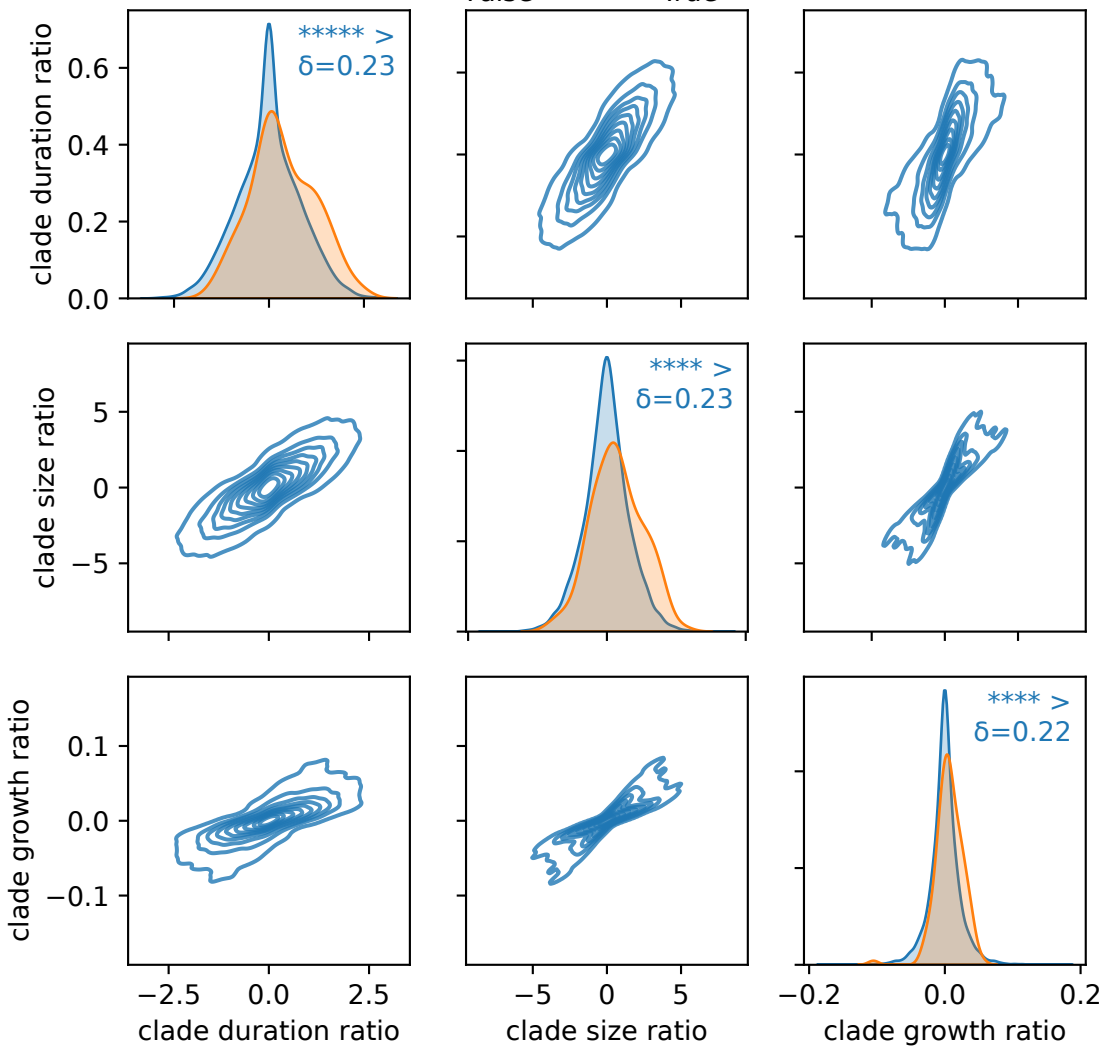 ***** >
δ=0.23
clade duration ratio
0.6
0.4
0.2
0.0
**** >
δ=0.23
clade size ratio
5
0
−5
**** >
δ=0.22
clade growth ratio
0.1
0.0
−0.1
−2.5 0.0 2.5
−5 0 5
−0.2 0.0 0.2
clade duration ratio
clade size ratio
clade growth ratio